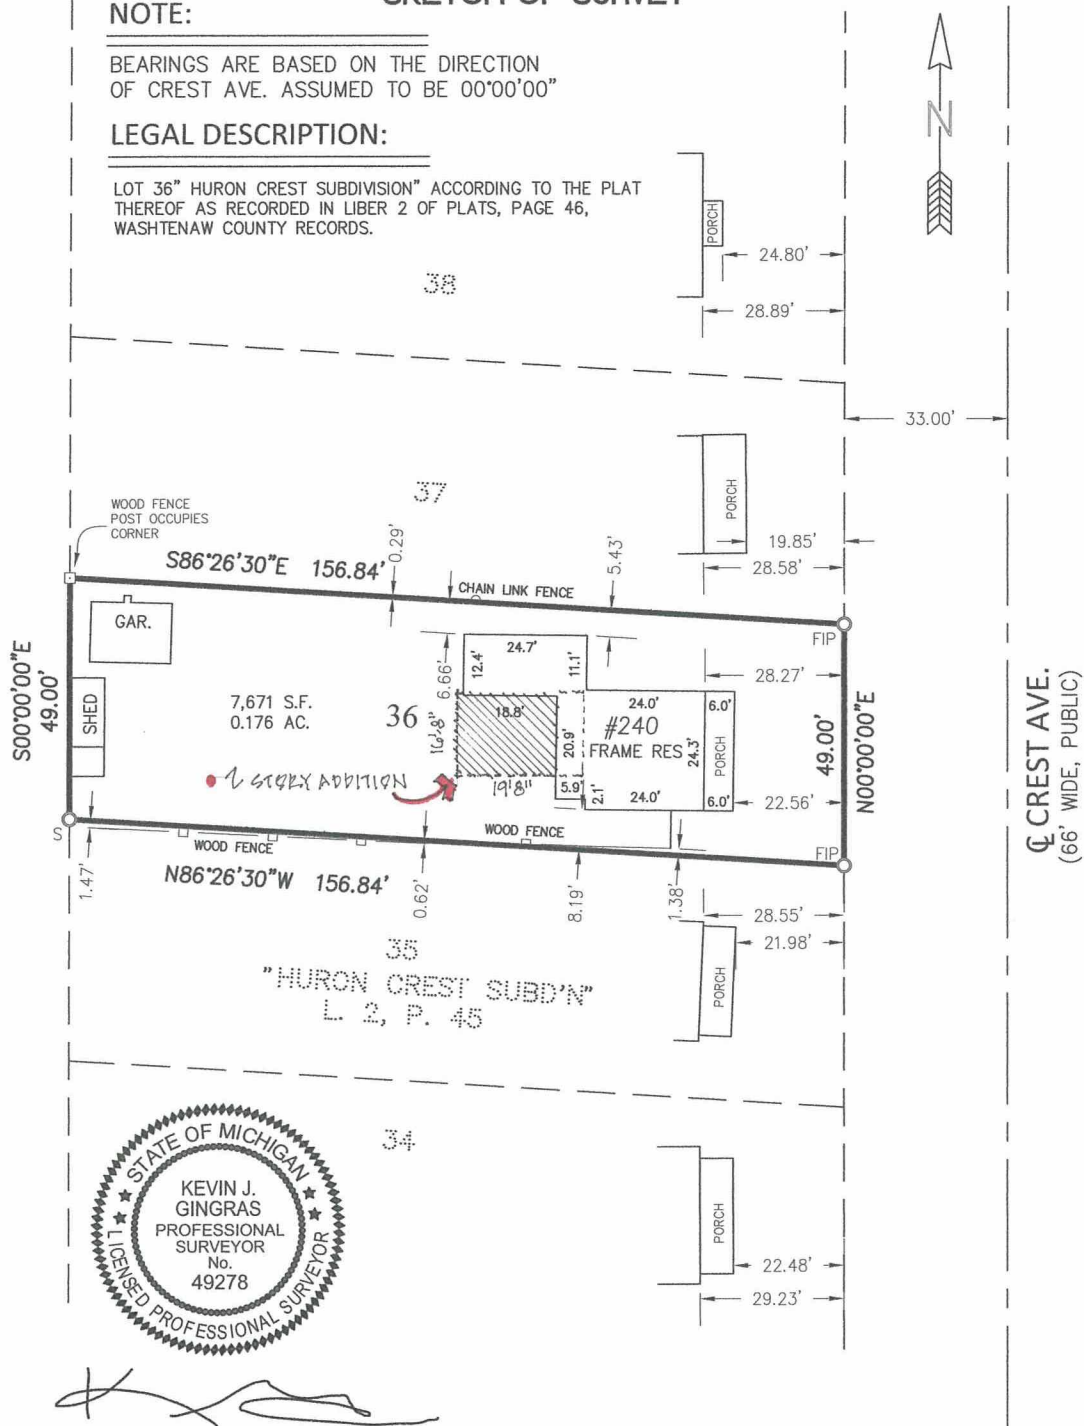 SKETCH OF SURVEY
NOTE:
BEARINGS ARE BASED ON THE DIRECTION
OF CREST AVE. ASSUMED TO BE 00°00'00"
LEGAL DESCRIPTION:
LOT 36" HURON CREST SUBDIVISION" ACCORDING TO THE PLAT
THEREOF AS RECORDED IN LIBER 2 OF PLATS, PAGE 46,
WASHTENAW COUNTY RECORDS.
N
PORCH
24.80'
28.89'
38
33.00'
37
PORCH
19.85'
28.58'
WOOD FENCE
POST OCCUPIES
CORNER
S86°26'30"E 156.84'
0.29'
5.43'
CHAIN LINK FENCE
FIP
GAR.
S00°00'00"E
49.00'
SHED
7,671 S.F.
0.176 AC.
36
6.66'
12.4'
24.7'
11.1'
28.27'
18.8'
16'-8"
20.9'
24.0'
#240
FRAME RES
24.3'
6.0'
PORCH
6.0'
22.56'
49.00'
N00°00'00"E
2 STORY ADDITION
19'8"
5.9'
2.1'
24.0'
℄ CREST AVE.
(66' WIDE, PUBLIC)
S
WOOD FENCE
WOOD FENCE
FIP
N86°26'30"W 156.84'
1.47'
0.62'
8.19'
1.38'
28.55'
21.98'
PORCH
35
"HURON CREST SUBD'N"
L. 2, P. 45
34
PORCH
22.48'
29.23'
STATE OF MICHIGAN
KEVIN J.
GINGRAS
PROFESSIONAL
SURVEYOR
No.
49278
LICENSED PROFESSIONAL SURVEYOR